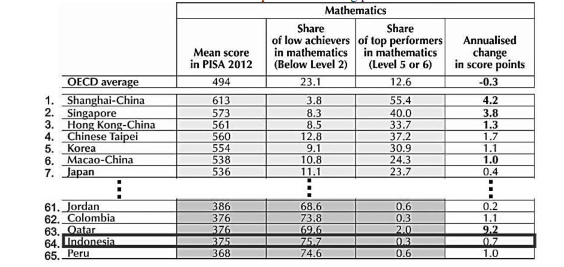 Mathematics
Mean score in PISA 2012
Share of low achievers in mathematics (Below Level 2)
Share of top performers in mathematics (Level 5 or 6)
Annualised change in score points
OECD average 494 23.1 12.6 -0.3
1. Shanghai-China 613 3.8 55.4 4.2
2. Singapore 573 8.3 40.0 3.8
3. Hong Kong-China 561 8.5 33.7 1.3
4. Chinese Taipei 560 12.8 37.2 1.7
5. Korea 554 9.1 30.9 1.1
6. Macao-China 538 10.8 24.3 1.0
7. Japan 536 11.1 23.7 0.4
61. Jordan 386 68.6 0.6 0.2
62. Colombia 376 73.8 0.3 1.1
63. Qatar 376 69.6 2.0 9.2
64. Indonesia 375 75.7 0.3 0.7
65. Peru 368 74.6 0.6 1.0